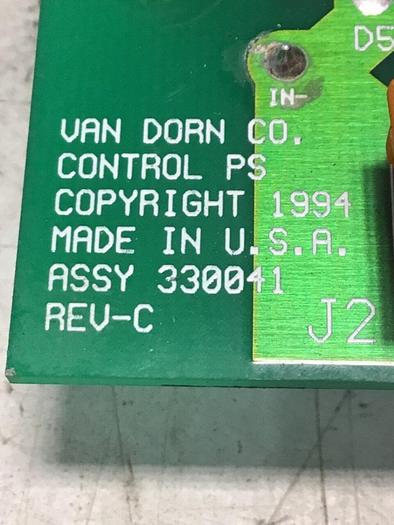 D5
IN-
VAN DORN CO.
CONTROL PS
COPYRIGHT 1994
MADE IN U.S.A.
ASSY 330041
REV-C
J2